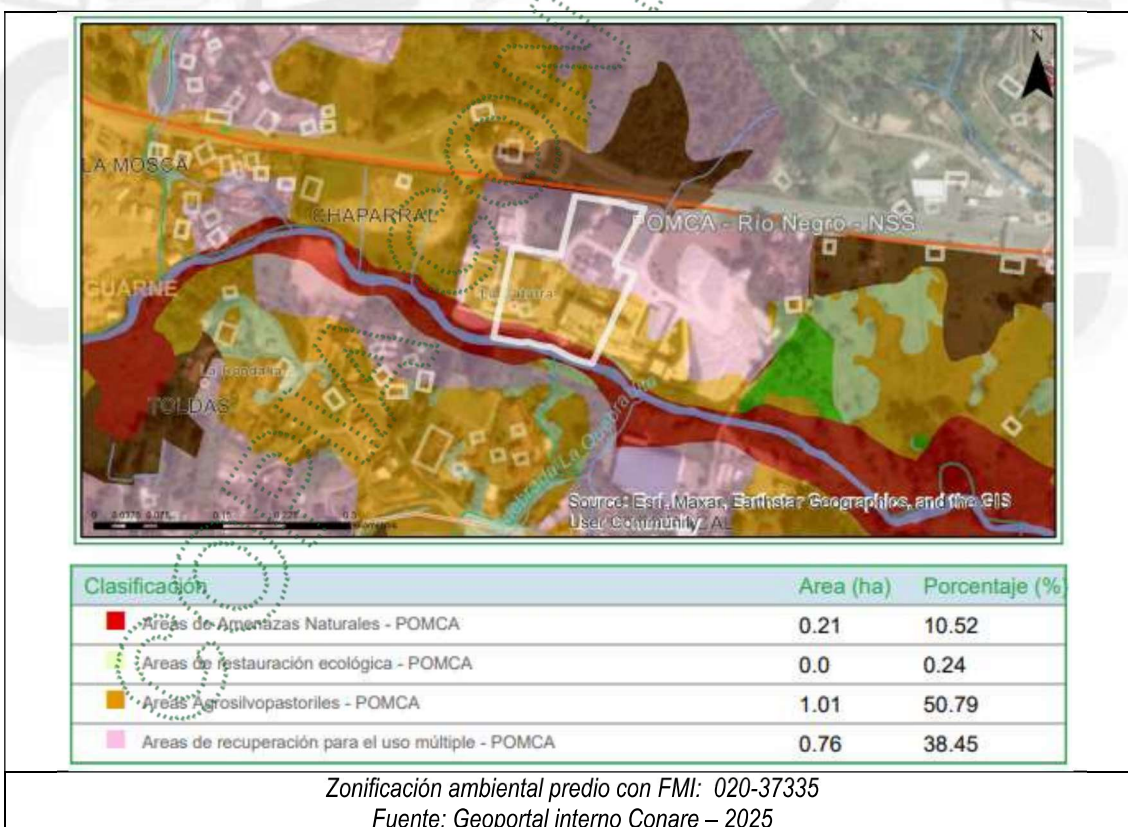 N
LA MOSCA
CHAPARRAL
POMCA - Río Negro - NSS
GUARNE
TOLDAS
Source: Esri, Maxar, Earthstar Geographics, and the GIS
User Community
Clasificación Area (ha) Porcentaje (%)
Areas de Amenazas Naturales - POMCA 0.21 10.52
Areas de restauración ecológica - POMCA 0.0 0.24
Areas Agrosilvopastoriles - POMCA 1.01 50.79
Areas de recuperación para el uso múltiple - POMCA 0.76 38.45
Zonificación ambiental predio con FMI: 020-37335
Fuente: Geoportal interno Conare – 2025